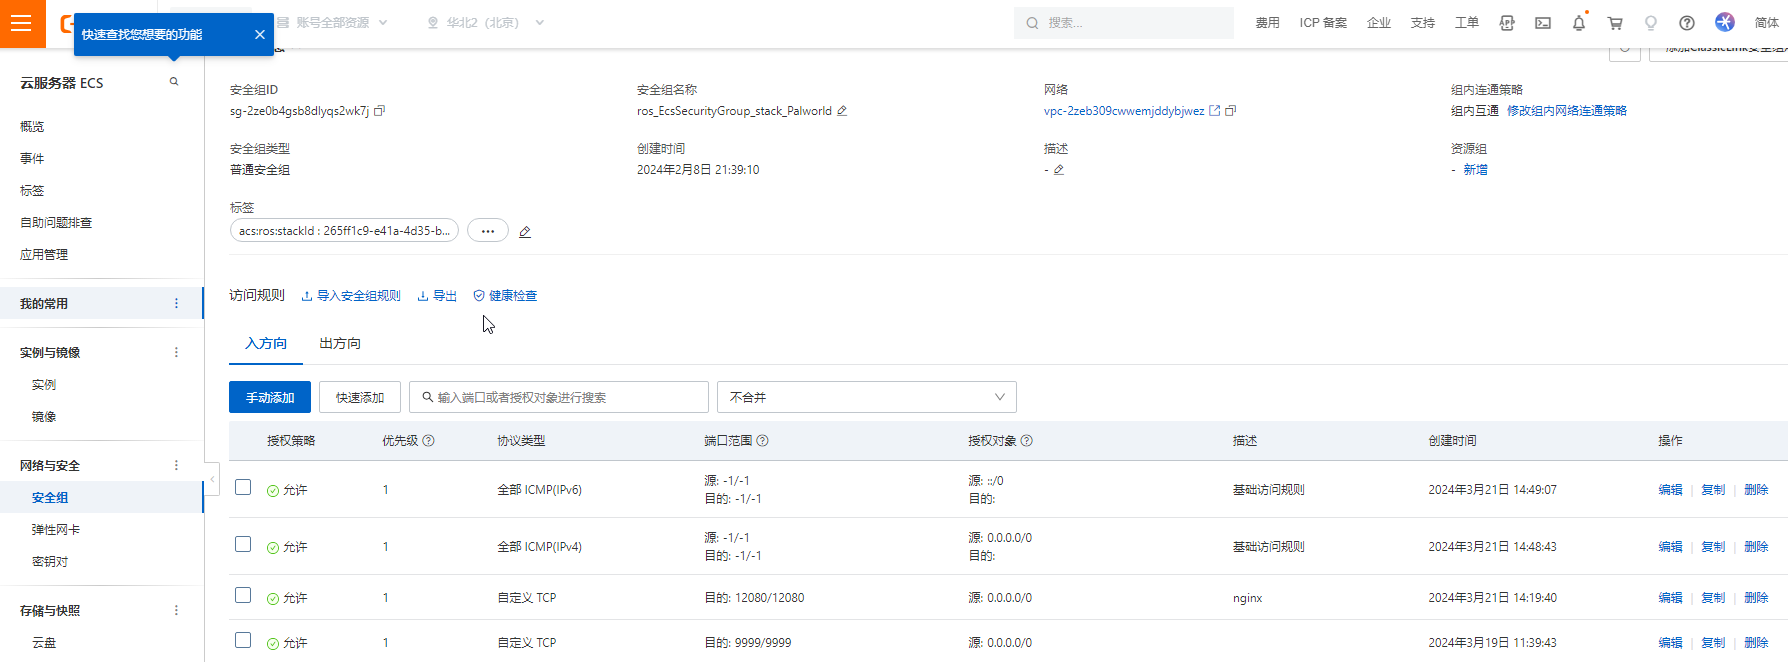 快速查找您想要的功能
账号全部资源
华北2（北京）
搜索...
费用
ICP 备案
企业
支持
工单
简体
云服务器 ECS
概览
事件
标签
自助问题排查
应用管理
我的常用
实例与镜像
实例
镜像
网络与安全
安全组
弹性网卡
密钥对
存储与快照
云盘
安全组ID
sg-2ze0b4gsb8dlyqs2wk7j
安全组名称
ros_EcsSecurityGroup_stack_Palworld
网络
vpc-2zeb309cwwemjddybjwez
组内连通策略
组内互通 修改组内网络连通策略
安全组类型
普通安全组
创建时间
2024年2月8日 21:39:10
描述
-
资源组
- 新增
标签
acs:ros:stackId : 265ff1c9-e41a-4d35-b...
访问规则 导入安全组规则 导出 健康检查
入方向 出方向
手动添加 快速添加 输入端口或者授权对象进行搜索 不合并
授权策略 优先级 协议类型 端口范围 授权对象 描述 创建时间 操作
允许 1 全部 ICMP(IPv6) 源: -1/-1 源: ::/0 基础访问规则 2024年3月21日 14:49:07 编辑 复制 删除
目的: -1/-1 目的:
允许 1 全部 ICMP(IPv4) 源: -1/-1 源: 0.0.0.0/0 基础访问规则 2024年3月21日 14:48:43 编辑 复制 删除
目的: -1/-1 目的:
允许 1 自定义 TCP 目的: 12080/12080 源: 0.0.0.0/0 nginx 2024年3月21日 14:19:40 编辑 复制 删除
允许 1 自定义 TCP 目的: 9999/9999 源: 0.0.0.0/0 2024年3月19日 11:39:43 编辑 复制 删除